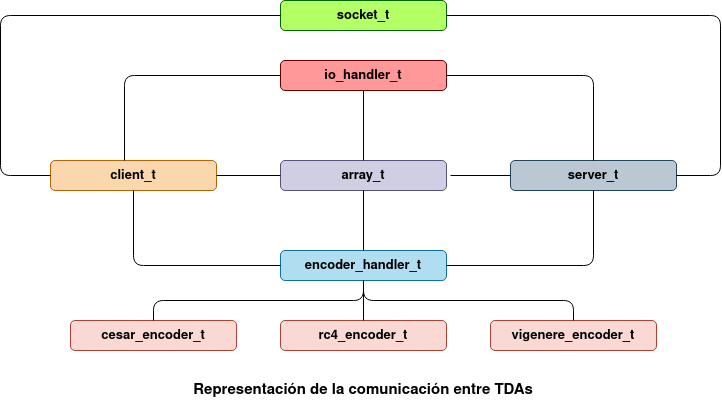 socket_t
io_handler_t
client_t
array_t
server_t
encoder_handler_t
cesar_encoder_t
rc4_encoder_t
vigenere_encoder_t
Representación de la comunicación entre TDAs